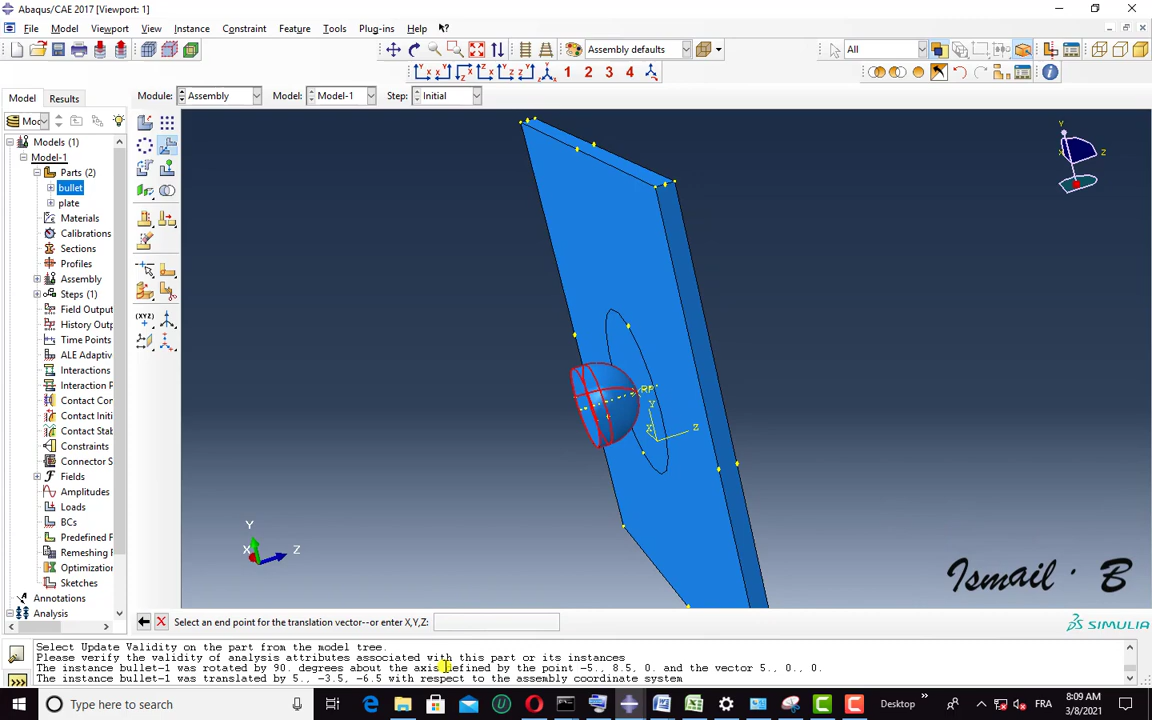 Abaqus/CAE 2017 [Viewport: 1]
File Model Viewport View Instance Constraint Feature Tools Plug-ins Help
All
Assembly defaults
1 2 3 4
Model Results
Module: Assembly Model: Model-1 Step: Initial
Moc
Models (1)
Model-1
Parts (2)
bullet
plate
Materials
Calibrations
Sections
Profiles
Assembly
Steps (1)
Field Outpu
History Outp
Time Points
ALE Adaptiv
Interactions
Interaction P
Contact Con
Contact Initi
Contact Stab
Constraints
Connector S
Fields
Amplitudes
Loads
BCs
Predefined F
Remeshing F
Optimization
Sketches
Annotations
Analysis
Y
X
Z
RP
Y
X
Z
Y
X
Z
Ismail · B
Select an end point for the translation vector--or enter X,Y,Z:
SIMULIA
Select Update Validity on the part from the model tree.
Please verify the validity of analysis attributes associated with this part or its instances
The instance bullet-1 was rotated by 90. degrees about the axis defined by the point -5., 8.5, 0. and the vector 5., 0., 0.
The instance bullet-1 was translated by 5., -3.5, -6.5 with respect to the assembly coordinate system
Type here to search
Desktop
FRA
8:09 AM
3/8/2021